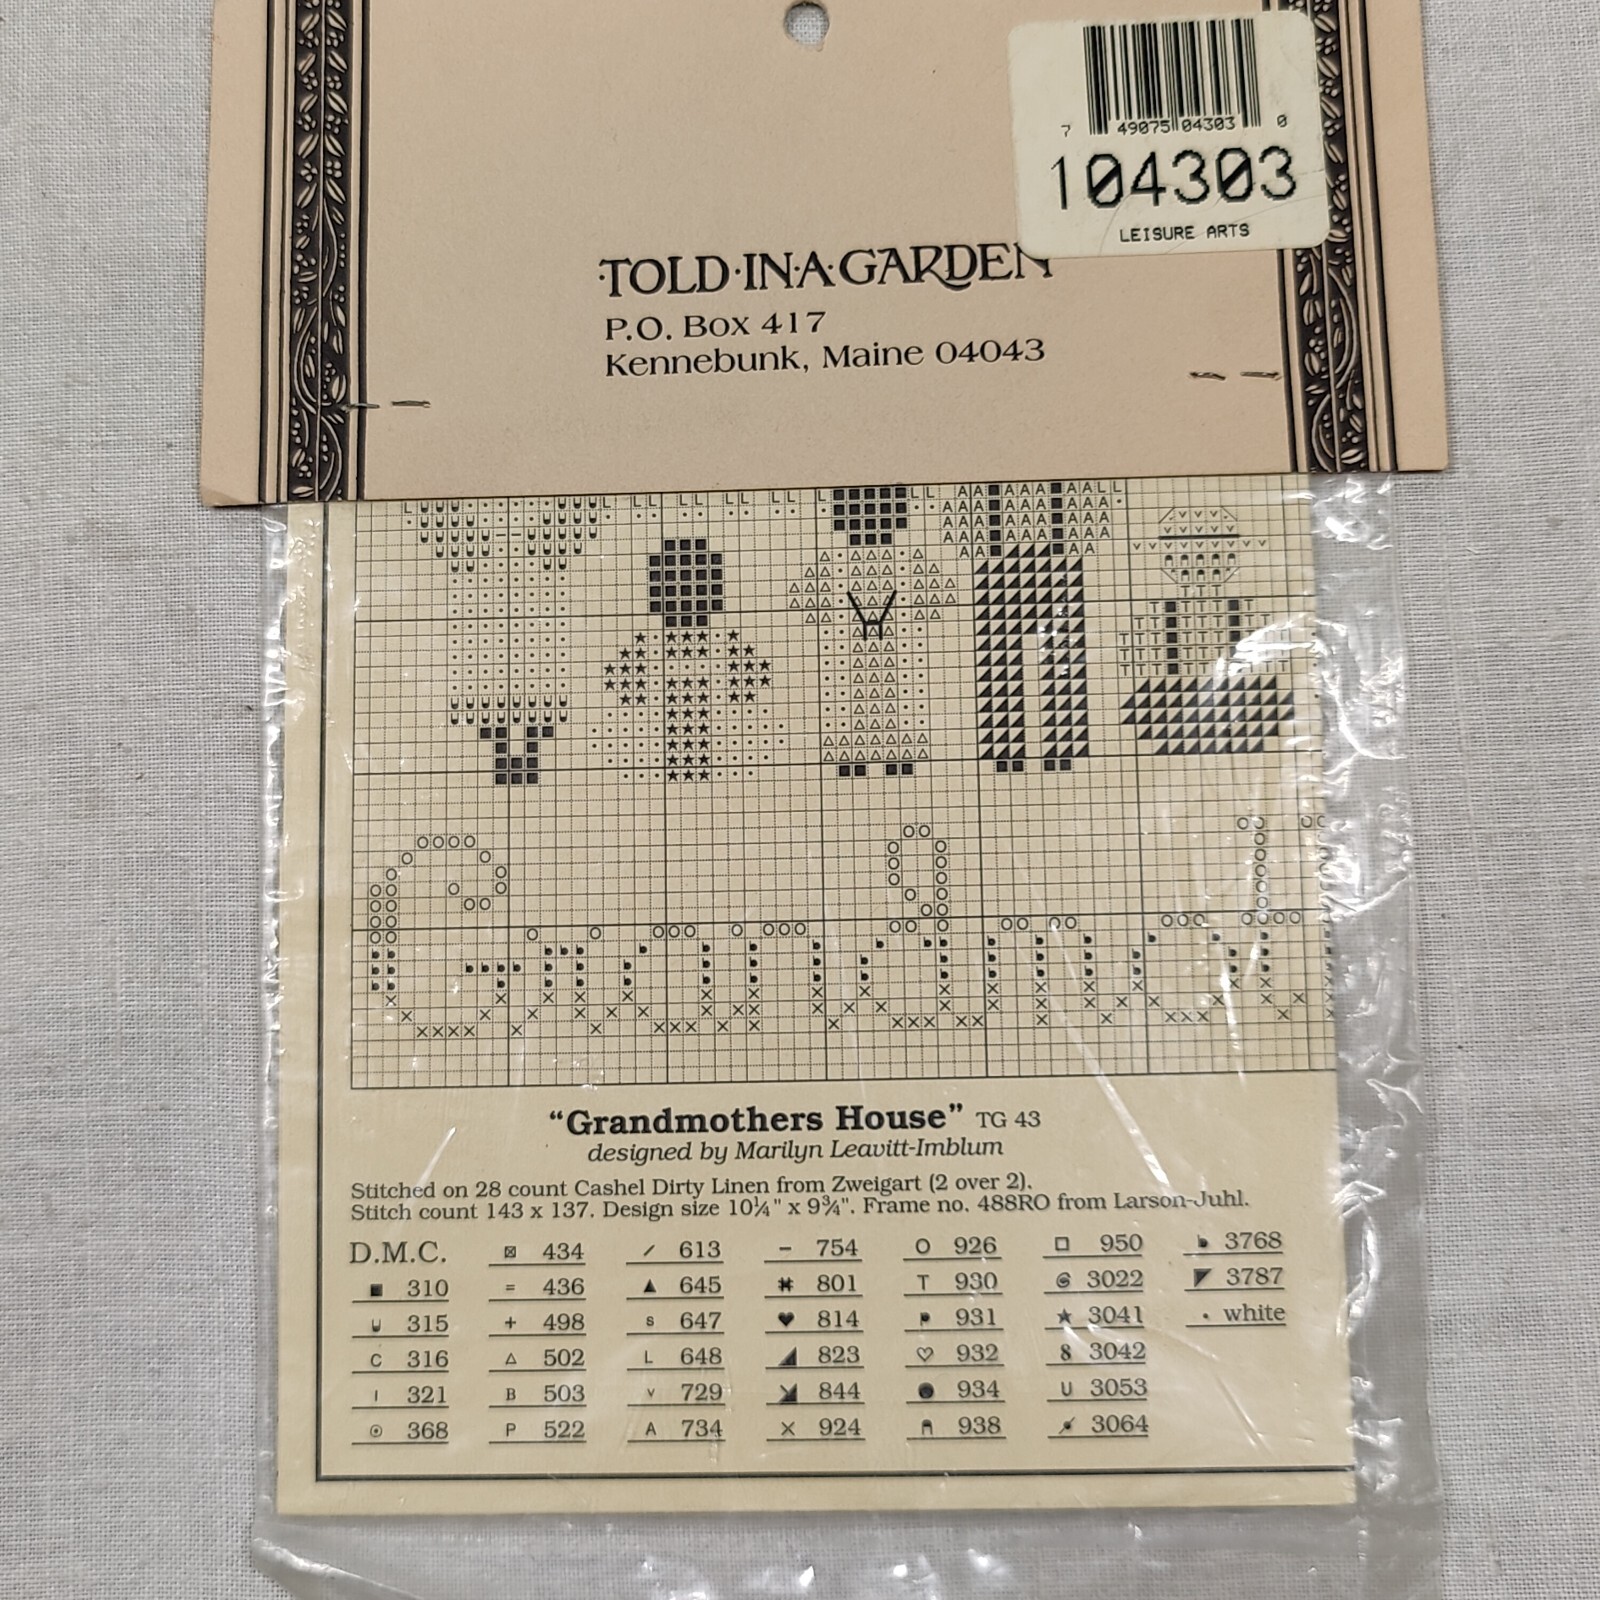 7 49075 04303 0
104303
LEISURE ARTS
TOLD·IN·A·GARDEN
P.O. Box 417
Kennebunk, Maine 04043
Grandmo
"Grandmothers House" TG 43
designed by Marilyn Leavitt-Imblum
Stitched on 28 count Cashel Dirty Linen from Zweigart (2 over 2).
Stitch count 143 x 137. Design size 10¼" x 9¾". Frame no. 488RO from Larson-Juhl.
D.M.C. ⊠ 434 / 613 - 754 O 926 □ 950 3768
■ 310 = 436 ▲ 645 801 T 930 3022 3787
315 + 498 s 647 ♥ 814 931 ★ 3041 · white
C 316 △ 502 L 648 823 ♡ 932 8 3042
I 321 B 503 v 729 844 ● 934 U 3053
⊙ 368 P 522 A 734 × 924 938 3064